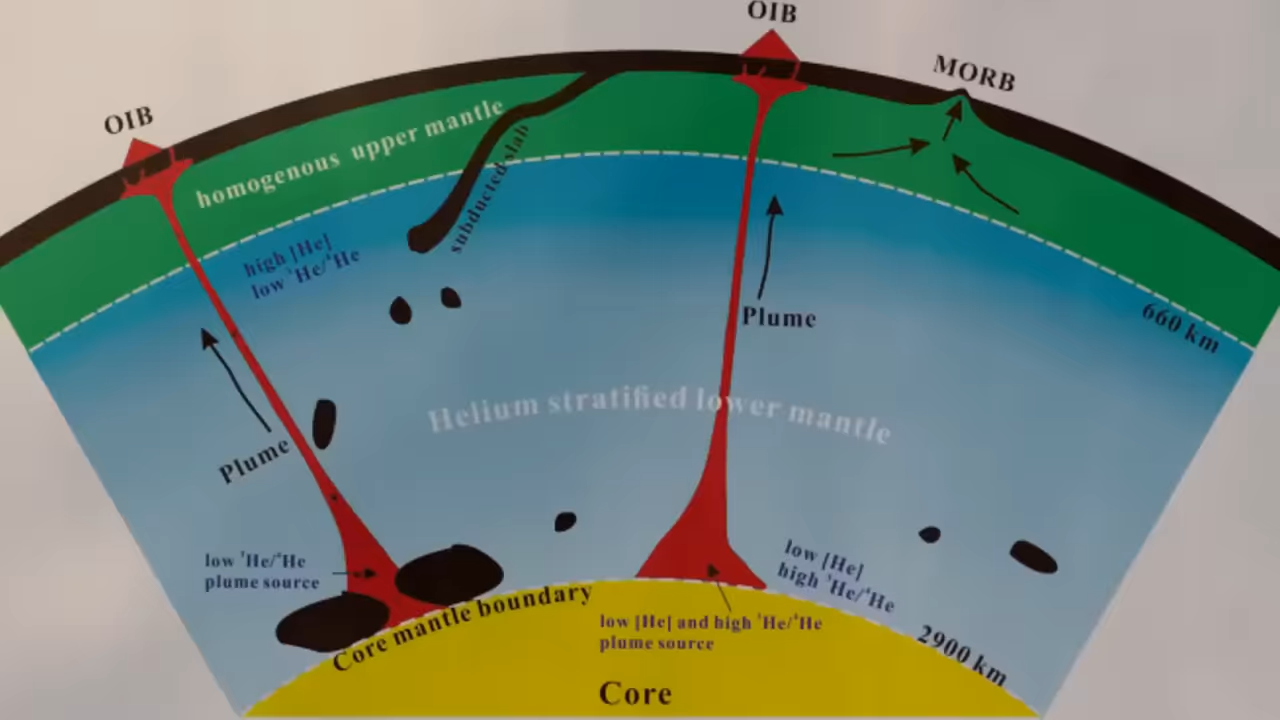 OIB
MORB
OIB
homogenous upper mantle
subducted slab
high [He]
low ³He/⁴He
660 km
Plume
Helium stratified lower mantle
Plume
low ³He/⁴He
plume source
low [He]
high ³He/⁴He
Core mantle boundary
low [He] and high ³He/⁴He
plume source
2900 km
Core